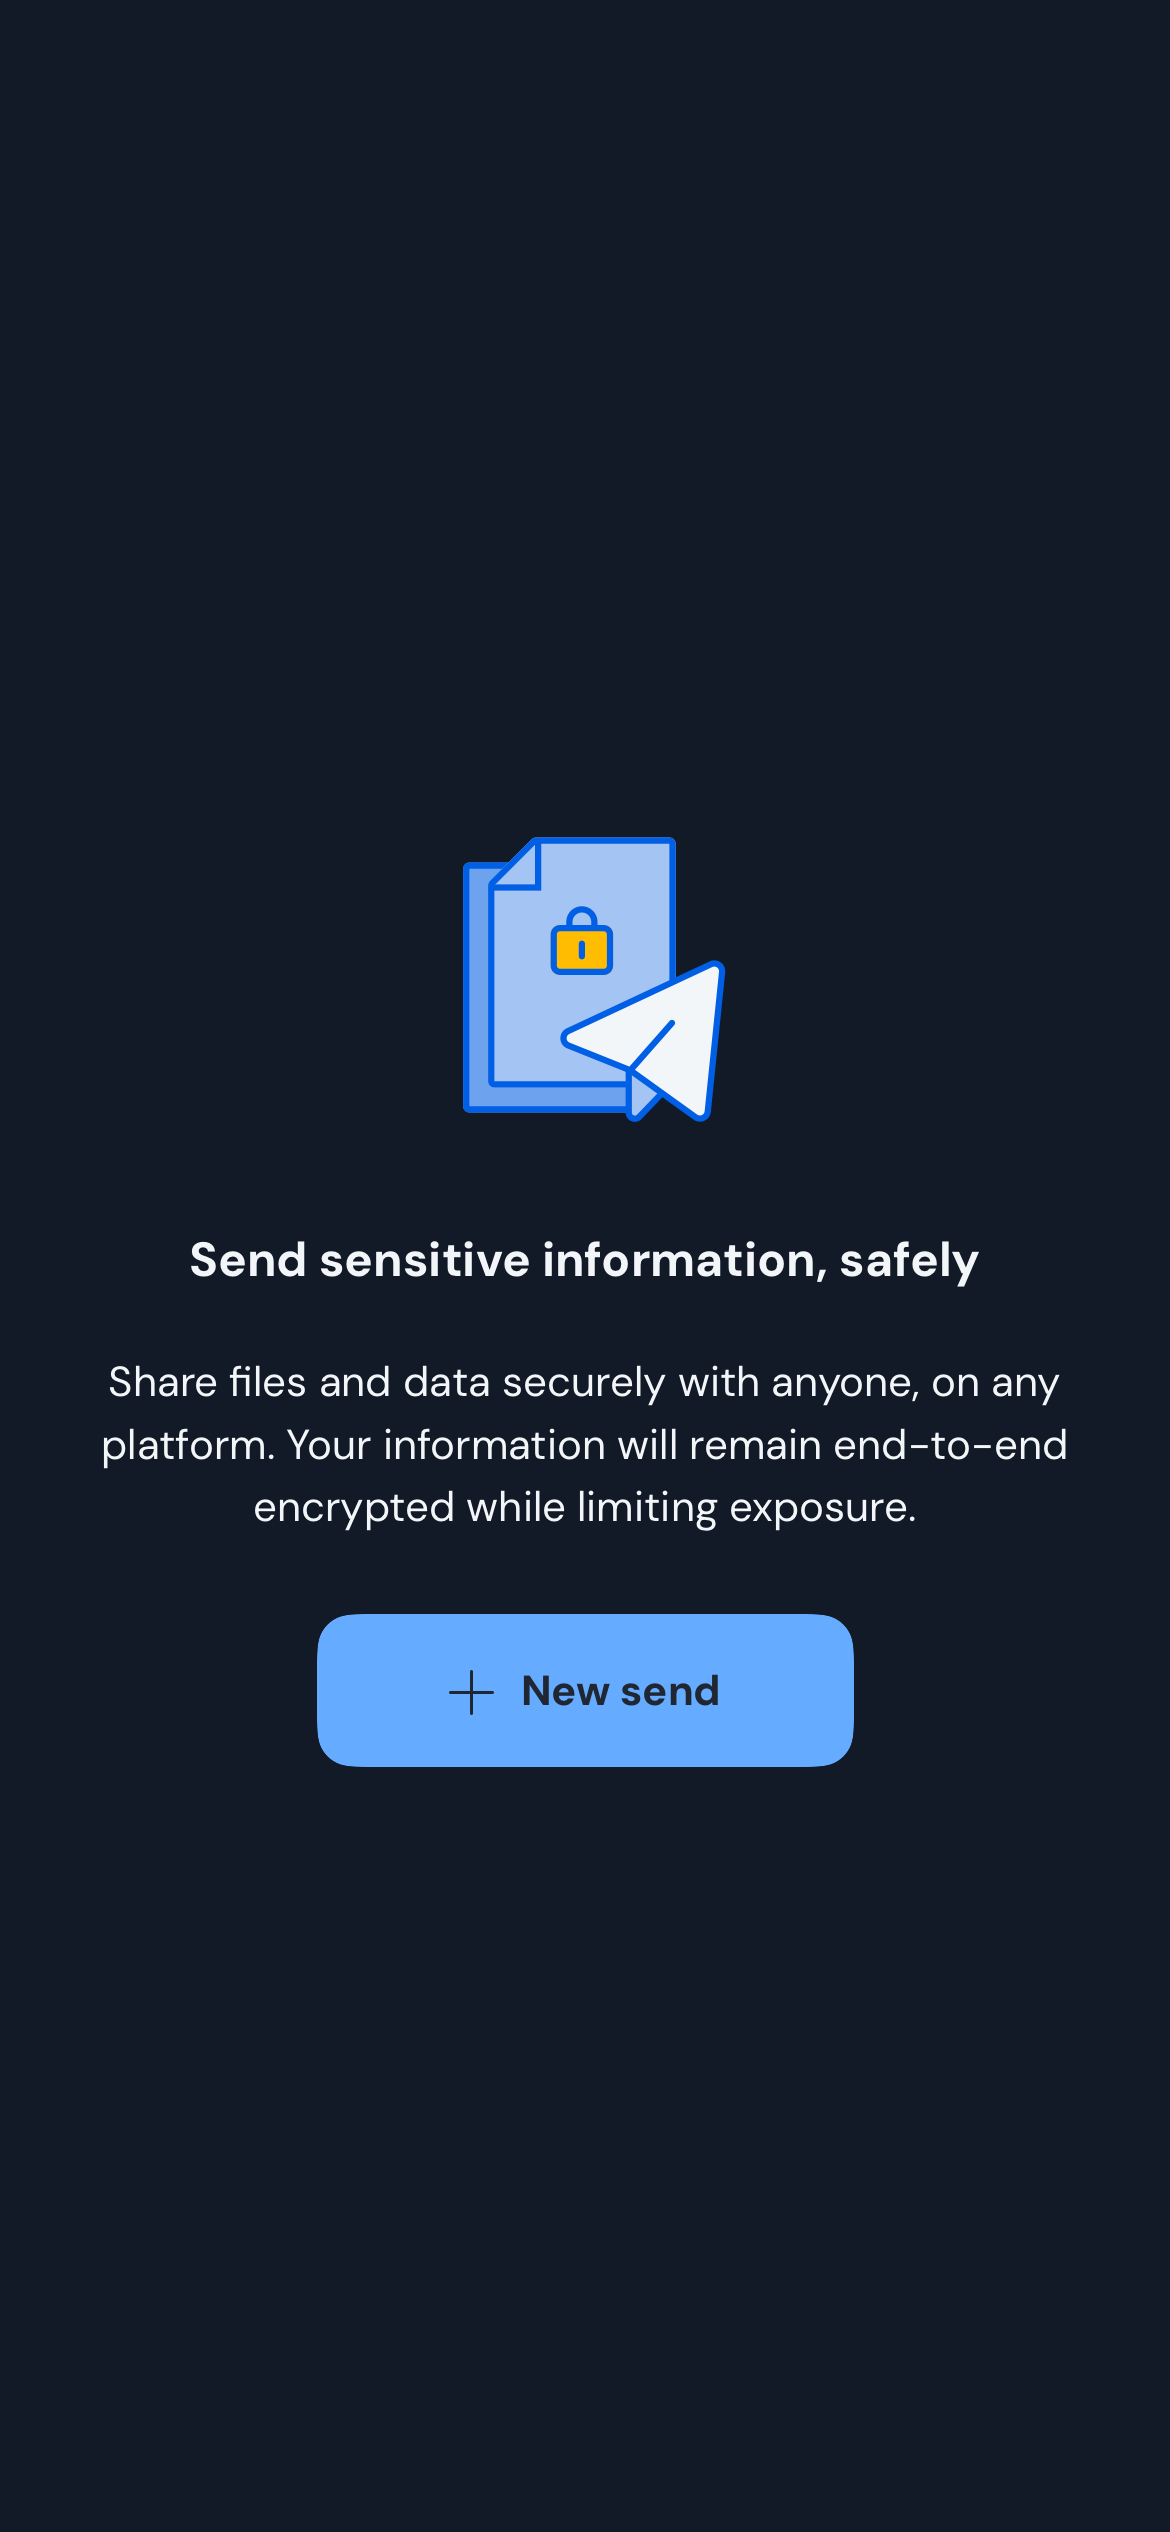 Send sensitive information, safely
Share files and data securely with anyone, on any
platform. Your information will remain end-to-end
encrypted while limiting exposure.
New send